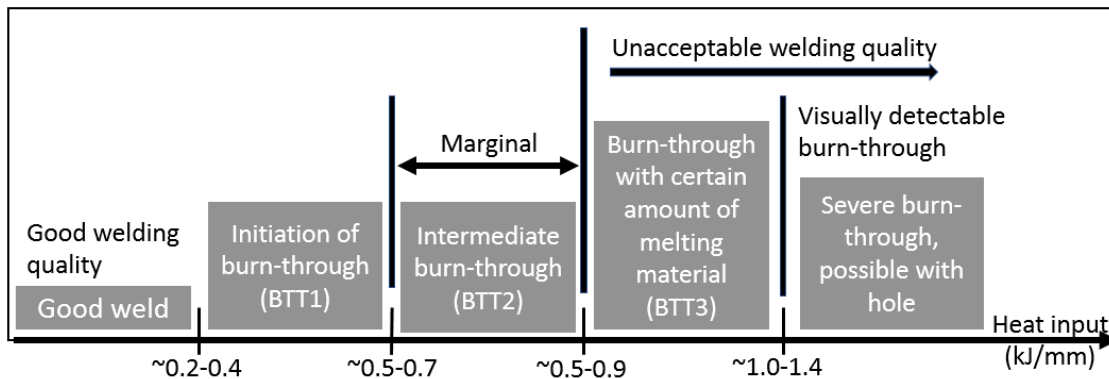 Unacceptable welding quality
Marginal
Visually detectable
burn-through
Good welding
quality
Good weld
Initiation of
burn-through
(BTT1)
Intermediate
burn-through
(BTT2)
Burn-through
with certain
amount of
melting
material
(BTT3)
Severe burn-
through,
possible with
hole
Heat input
(kJ/mm)
~0.2-0.4
~0.5-0.7
~0.5-0.9
~1.0-1.4